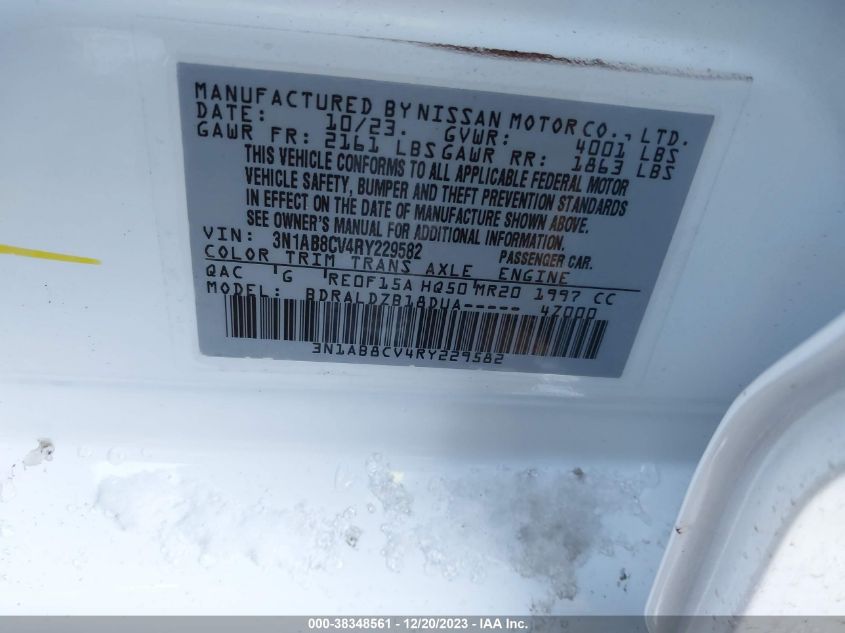 MANUFACTURED BY NISSAN MOTOR CO., LTD.
DATE: 10/23. GVWR: 4001 LBS
GAWR FR: 2161 LBS GAWR RR: 1863 LBS
THIS VEHICLE CONFORMS TO ALL APPLICABLE FEDERAL MOTOR
VEHICLE SAFETY, BUMPER AND THEFT PREVENTION STANDARDS
IN EFFECT ON THE DATE OF MANUFACTURE SHOWN ABOVE.
SEE OWNER'S MANUAL FOR ADDITIONAL INFORMATION.
VIN: 3N1AB8CV4RY229582 PASSENGER CAR.
COLOR TRIM TRANS AXLE ENGINE
QAC G RE0F15A HQ50 MR20 1997 CC
MODEL: BDRALDZB18DUA----- 4Z000
3N1AB8CV4RY229582
000-38348561 - 12/20/2023 - IAA Inc.